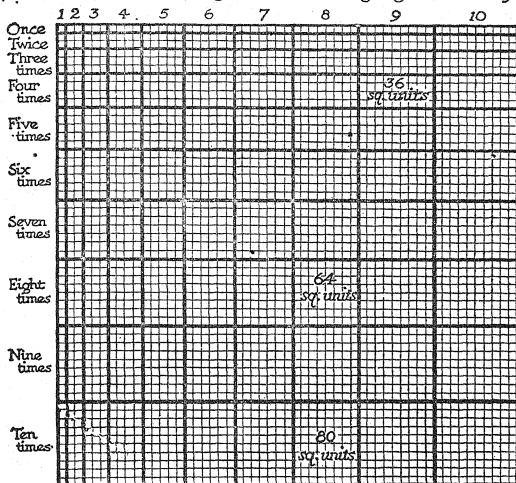 1 2 3 4 5 6 7 8 9 10
Once
Twice
Three
times
Four
times
36
sq. units
Five
times
Six
times
Seven
times
Eight
times
64
sq. units
Nine
times
Ten
times
80
sq. units